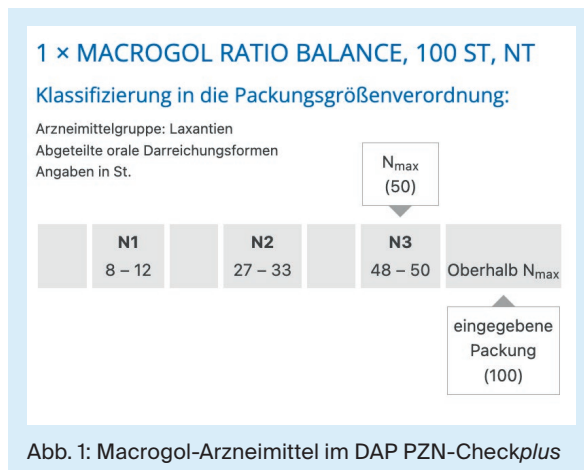 1 × MACROGOL RATIO BALANCE, 100 ST, NT
Klassifizierung in die Packungsgrößenverordnung:
Arzneimittelgruppe: Laxantien
Abgeteilte orale Darreichungsformen
Angaben in St.
Nmax
(50)
N1
N2
N3
8 – 12
27 – 33
48 – 50
Oberhalb Nmax
eingegebene
Packung
(100)
Abb. 1: Macrogol-Arzneimittel im DAP PZN-Checkplus